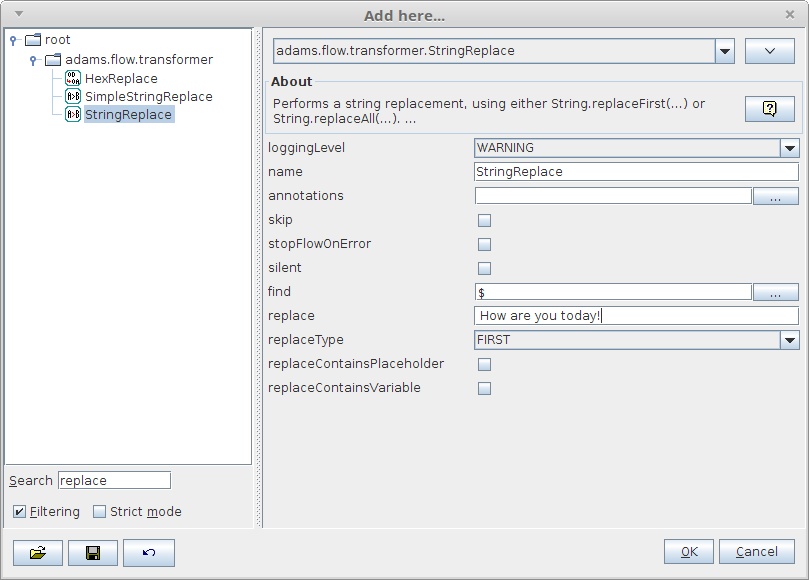 Add here...
root
adams.flow.transformer
HexReplace
SimpleStringReplace
StringReplace
Search replace
Filtering Strict mode
adams.flow.transformer.StringReplace
About
Performs a string replacement, using either String.replaceFirst(...) or
String.replaceAll(...). ...
loggingLevel WARNING
name StringReplace
annotations ...
skip
stopFlowOnError
silent
find $ ...
replace How are you today!
replaceType FIRST
replaceContainsPlaceholder
replaceContainsVariable
OK Cancel